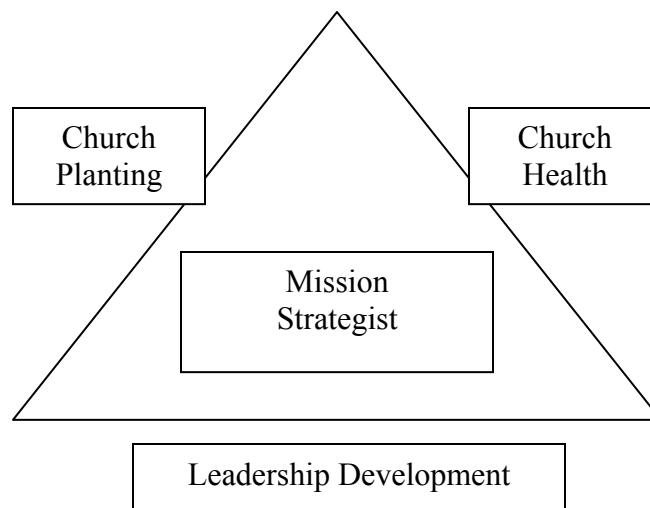 Church
Planting
Church
Health
Mission
Strategist
Leadership Development